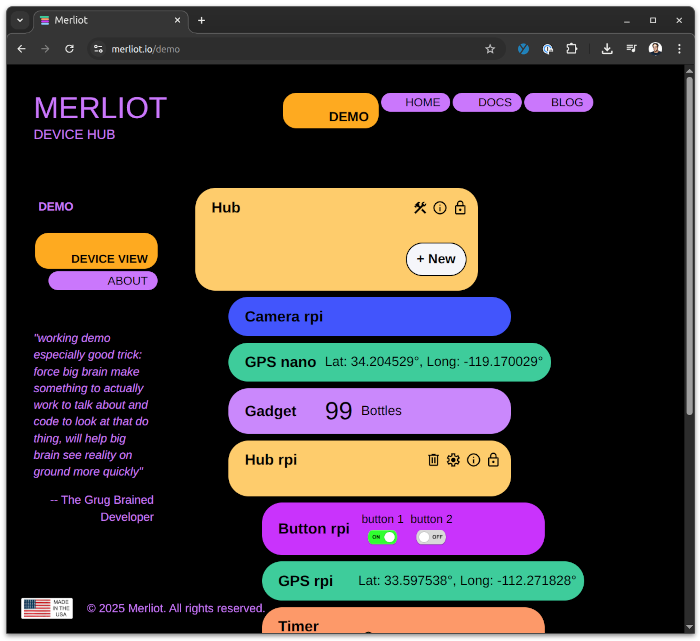 Merliot
merliot.io/demo
MERLIOT
DEVICE HUB
DEMO
HOME
DOCS
BLOG
DEMO
DEVICE VIEW
ABOUT
"working demo
especially good trick:
force big brain make
something to actually
work to talk about and
code to look at that do
thing, will help big
brain see reality on
ground more quickly"
-- The Grug Brained
Developer
Hub
+ New
Camera rpi
GPS nano Lat: 34.204529°, Long: -119.170029°
Gadget 99 Bottles
Hub rpi
button 1 button 2
Button rpi
ON OFF
GPS rpi Lat: 33.597538°, Long: -112.271828°
Timer
MADE
IN THE
USA
© 2025 Merliot. All rights reserved.